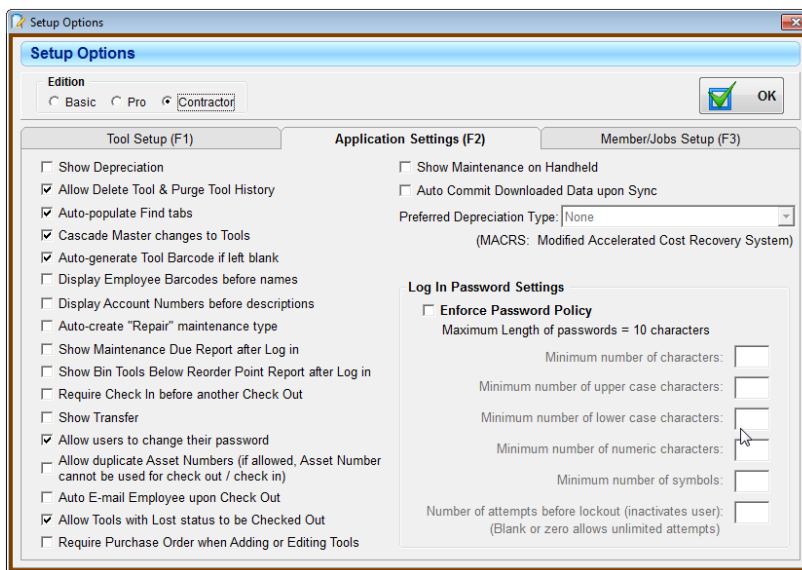 Setup Options
Setup Options
Edition
Basic Pro Contractor
OK
Tool Setup (F1) Application Settings (F2) Member/Jobs Setup (F3)
Show Depreciation
Allow Delete Tool & Purge Tool History
Auto-populate Find tabs
Cascade Master changes to Tools
Auto-generate Tool Barcode if left blank
Display Employee Barcodes before names
Display Account Numbers before descriptions
Auto-create "Repair" maintenance type
Show Maintenance Due Report after Log in
Show Bin Tools Below Reorder Point Report after Log in
Require Check In before another Check Out
Show Transfer
Allow users to change their password
Allow duplicate Asset Numbers (if allowed, Asset Number
cannot be used for check out / check in)
Auto E-mail Employee upon Check Out
Allow Tools with Lost status to be Checked Out
Require Purchase Order when Adding or Editing Tools
Show Maintenance on Handheld
Auto Commit Downloaded Data upon Sync
Preferred Depreciation Type: None
(MACRS: Modified Accelerated Cost Recovery System)
Log In Password Settings
Enforce Password Policy
Maximum Length of passwords = 10 characters
Minimum number of characters:
Minimum number of upper case characters:
Minimum number of lower case characters:
Minimum number of numeric characters:
Minimum number of symbols:
Number of attempts before lockout (inactivates user):
(Blank or zero allows unlimited attempts)